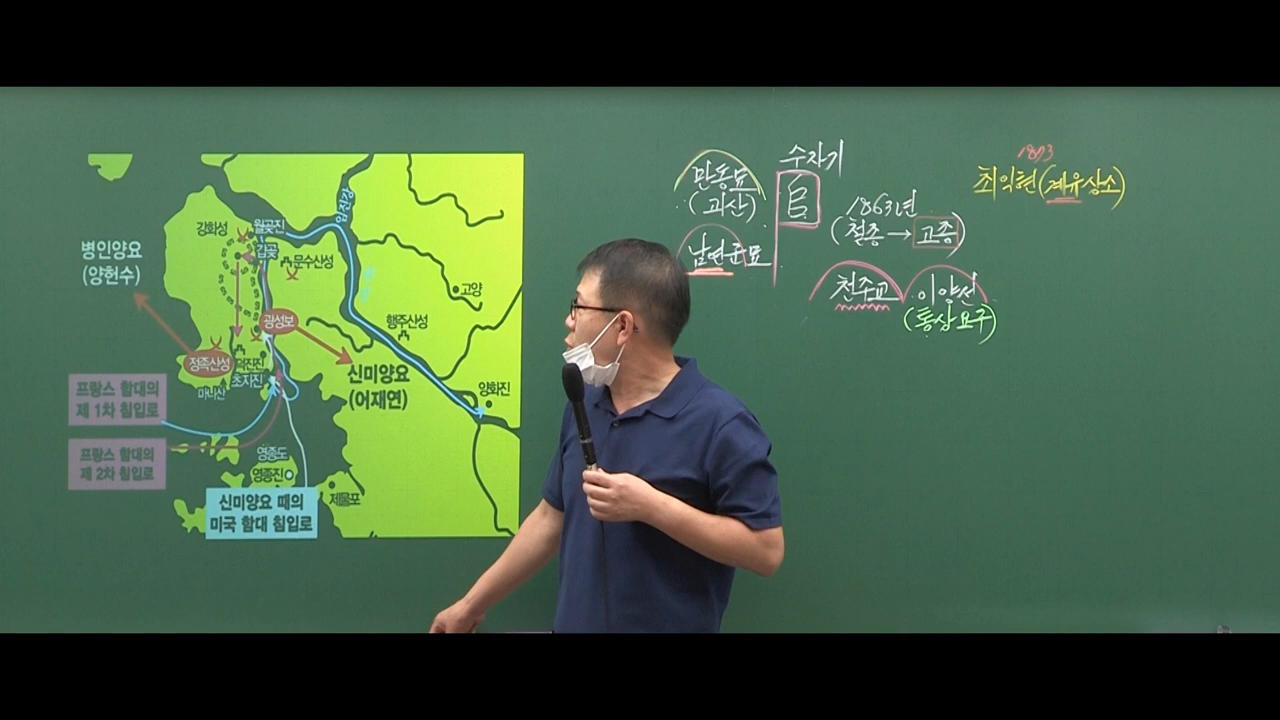 임진강
강화성
월곶진
갑곶
문수산성
병인양요
(양헌수)
고양
광성보
행주산성
정족산성
덕진진
초지진
마니산
신미양요
(어재연)
양화진
프랑스 함대의
제 1차 침입로
프랑스 함대의
제 2차 침입로
영종도
영종진
제물포
신미양요 때의
미국 함대 침입로
만동묘
(괴산)
남연군묘
수자기
1863년
(철종 → 고종)
천주교 이양선
(통상요구)
1873
최익현(계유상소)